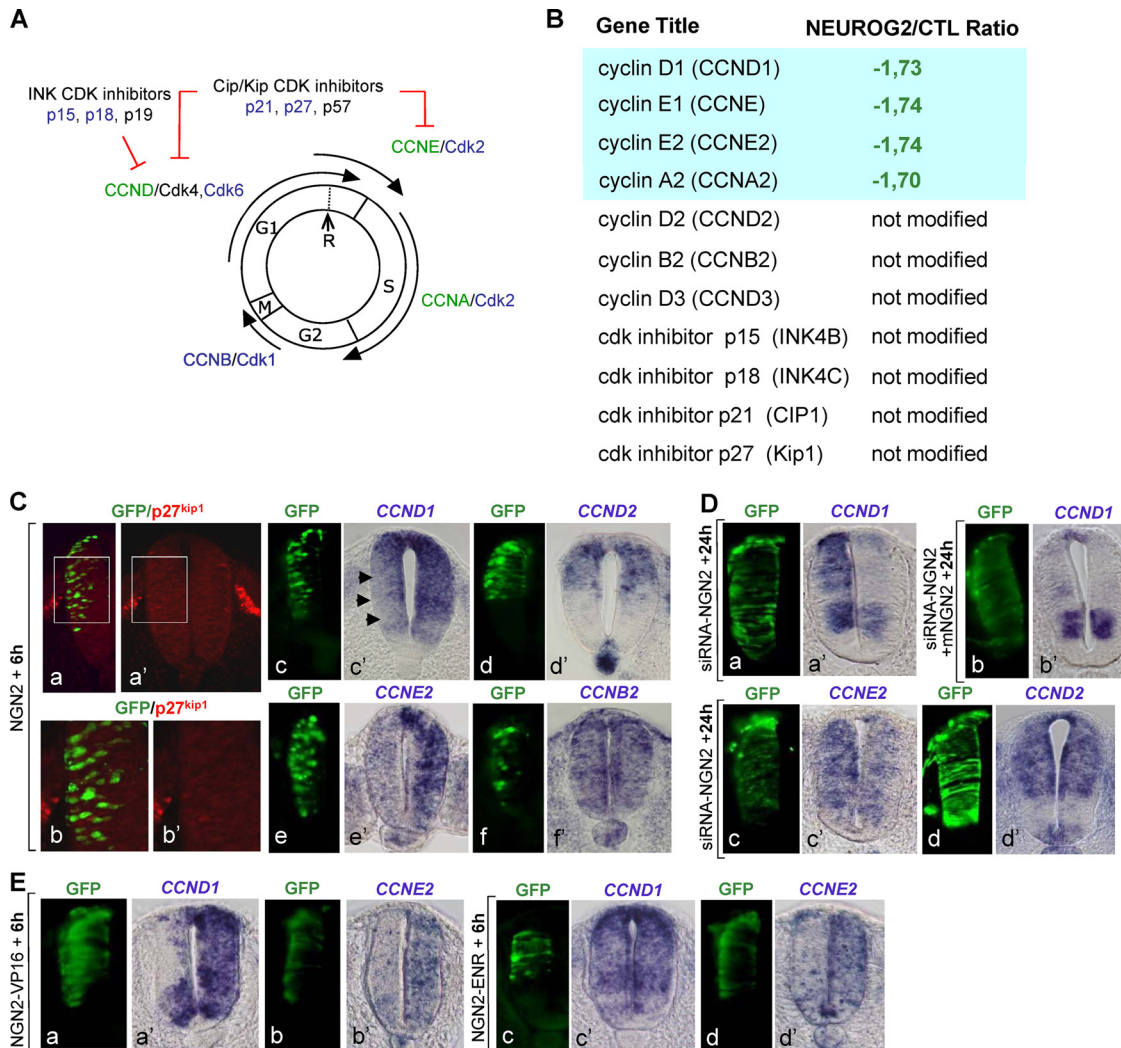 A
INK CDK inhibitors
p15, p18, p19
Cip/Kip CDK inhibitors
p21, p27, p57
CCNE/Cdk2
CCND/Cdk4,Cdk6
G1
R
S
M
G2
CCNA/Cdk2
CCNB/Cdk1
B
Gene Title NEUROG2/CTL Ratio
cyclin D1 (CCND1) -1,73
cyclin E1 (CCNE) -1,74
cyclin E2 (CCNE2) -1,74
cyclin A2 (CCNA2) -1,70
cyclin D2 (CCND2) not modified
cyclin B2 (CCNB2) not modified
cyclin D3 (CCND3) not modified
cdk inhibitor p15 (INK4B) not modified
cdk inhibitor p18 (INK4C) not modified
cdk inhibitor p21 (CIP1) not modified
cdk inhibitor p27 (Kip1) not modified
C
NGN2 + 6h
GFP/p27kip1
a
a'
GFP/p27kip1
b
b'
GFP CCND1 GFP CCND2
c
c'
d
d'
CCNE2 CCNB2
GFP GFP
e
e'
f
f'
D
siRNA-NGN2 +24h
GFP CCND1
a
a'
siRNA-NGN2
+mNGN2 +24h
GFP CCND1
b
b'
siRNA-NGN2 +24h
GFP CCNE2 GFP CCND2
c
c'
d
d'
E
NGN2-VP16 + 6h
GFP CCND1 GFP CCNE2
a
a'
b
b'
NGN2-ENR + 6h
GFP CCND1 GFP CCNE2
c
c'
d
d'